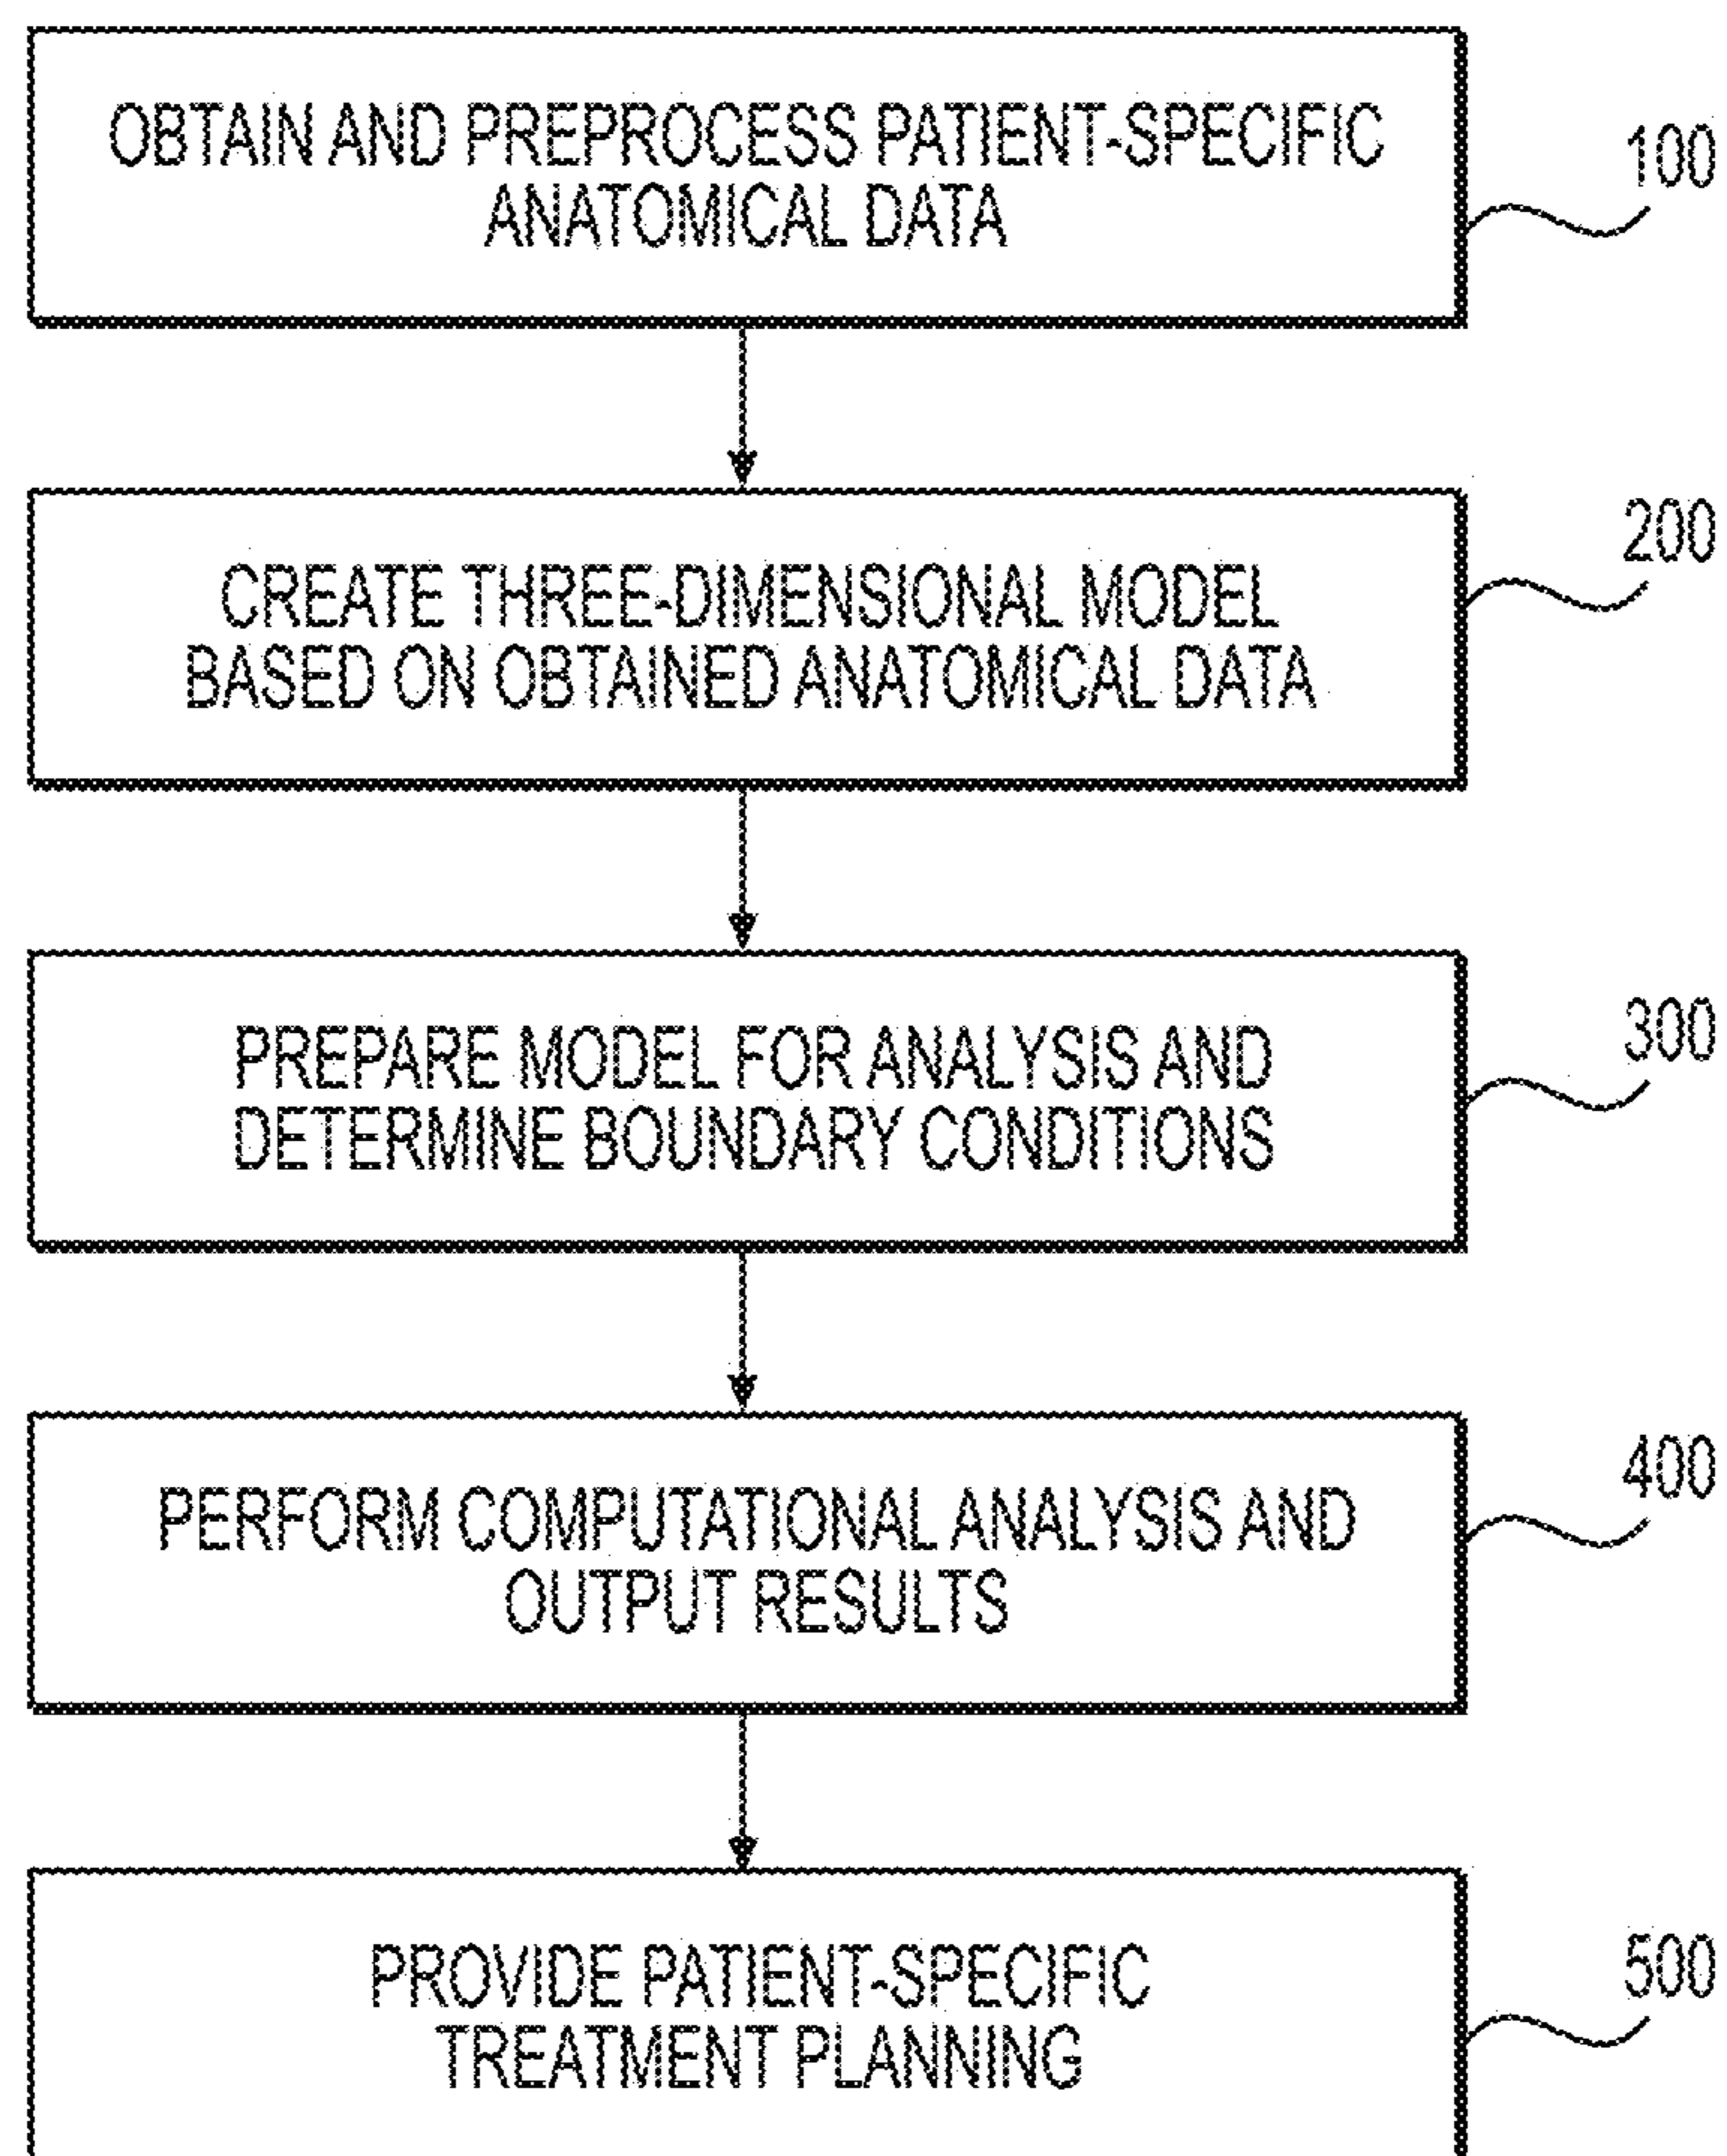 OBTAIN AND PREPROCESS PATIENT-SPECIFIC
ANATOMICAL DATA
100
CREATE THREE-DIMENSIONAL MODEL
BASED ON OBTAINED ANATOMICAL DATA
200
PREPARE MODEL FOR ANALYSIS AND
DETERMINE BOUNDARY CONDITIONS
300
PERFORM COMPUTATIONAL ANALYSIS AND
OUTPUT RESULTS
400
PROVIDE PATIENT-SPECIFIC
TREATMENT PLANNING
500